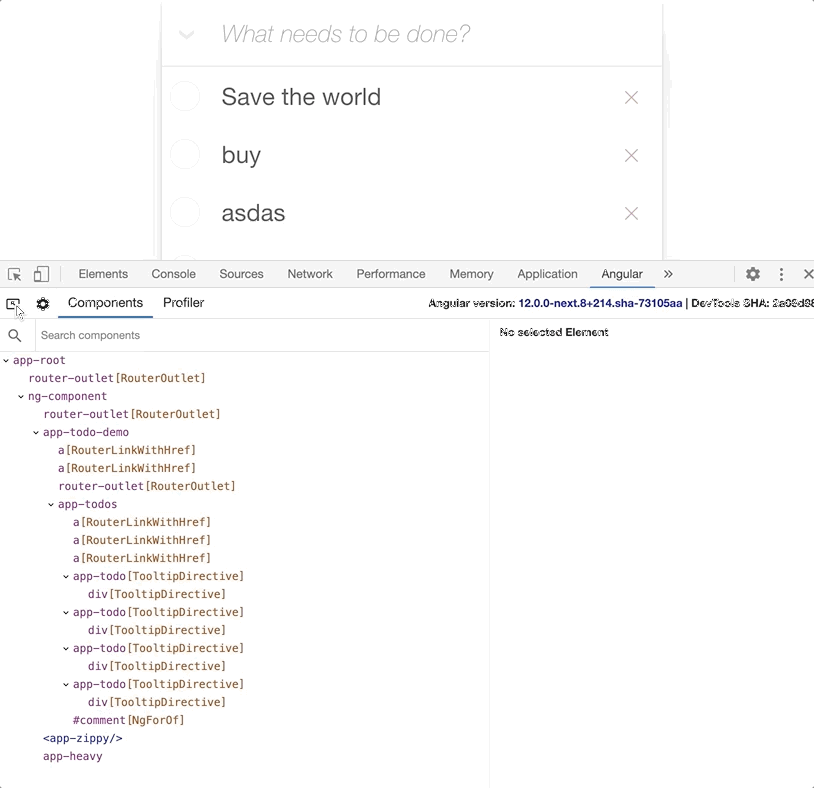 What needs to be done?
Save the world
buy
asdas
Elements Console Sources Network Performance Memory Application Angular
Components Profiler Angular version: 12.0.0-next.8+214.sha-73105aa | DevTools SHA:
Search components
No selected Element
app-root
router-outlet[RouterOutlet]
ng-component
router-outlet[RouterOutlet]
app-todo-demo
a[RouterLinkWithHref]
a[RouterLinkWithHref]
router-outlet[RouterOutlet]
app-todos
a[RouterLinkWithHref]
a[RouterLinkWithHref]
a[RouterLinkWithHref]
app-todo[TooltipDirective]
div[TooltipDirective]
app-todo[TooltipDirective]
div[TooltipDirective]
app-todo[TooltipDirective]
div[TooltipDirective]
app-todo[TooltipDirective]
div[TooltipDirective]
#comment[NgForOf]
<app-zippy/>
app-heavy